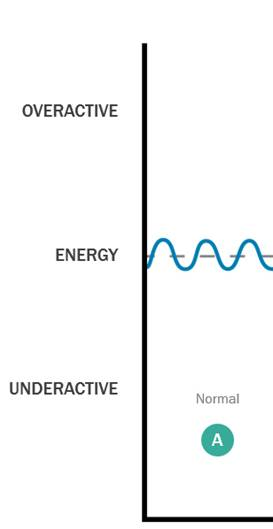 OVERACTIVE
ENERGY
UNDERACTIVE
Normal
A